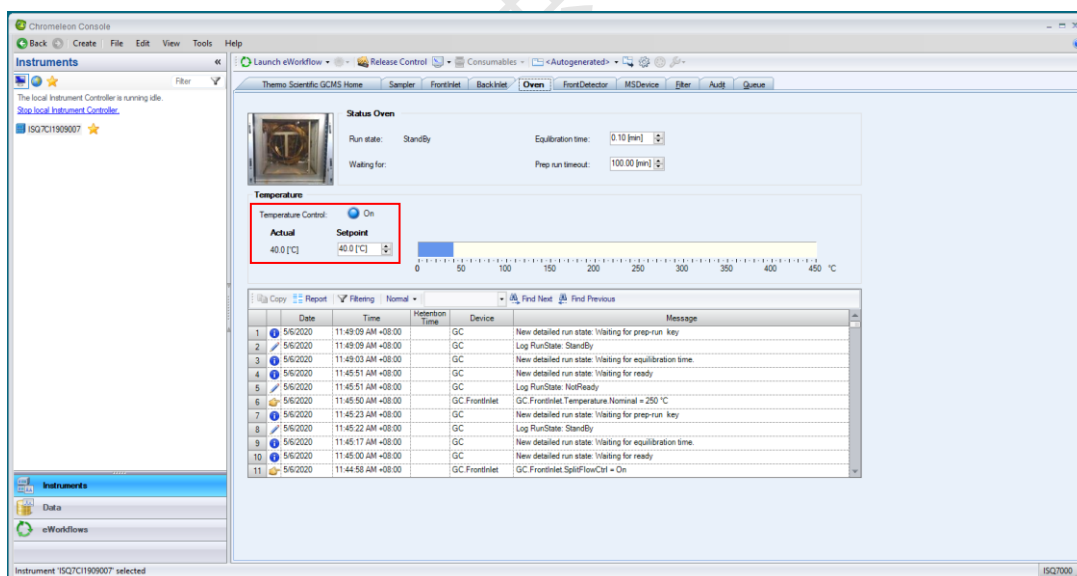 Chromeleon Console
Back Create File Edit View Tools Help
Instruments «
Launch eWorkflow Release Control Consumables <Autogenerated>
Filter
The local Instrument Controller is running idle.
Stop local Instrument Controller.
ISQ7CI1909007
Thermo Scientific GCMS Home Sampler FrontInlet BackInlet Oven FrontDetector MSDevice Filter Audit Queue
Status Oven
Run state: StandBy Equilibration time: 0.10 [min]
Waiting for: Prep run timeout: 100.00 [min]
Temperature
Temperature Control: On
Actual Setpoint
40.0 [°C] 40.0 [°C]
0 50 100 150 200 250 300 350 400 450 °C
Copy Report Filtering Normal Find Next Find Previous
Date Time Retention Time Device Message
1 5/6/2020 11:49:09 AM +08:00 GC New detailed run state: Waiting for prep-run key
2 5/6/2020 11:49:09 AM +08:00 GC Log RunState: StandBy
3 5/6/2020 11:49:03 AM +08:00 GC New detailed run state: Waiting for equilibration time.
4 5/6/2020 11:45:51 AM +08:00 GC New detailed run state: Waiting for ready
5 5/6/2020 11:45:51 AM +08:00 GC Log RunState: NotReady
6 5/6/2020 11:45:50 AM +08:00 GC.FrontInlet GC.FrontInlet.Temperature.Nominal = 250 °C
7 5/6/2020 11:45:23 AM +08:00 GC New detailed run state: Waiting for prep-run key
8 5/6/2020 11:45:22 AM +08:00 GC Log RunState: StandBy
9 5/6/2020 11:45:17 AM +08:00 GC New detailed run state: Waiting for equilibration time.
10 5/6/2020 11:45:00 AM +08:00 GC New detailed run state: Waiting for ready
11 5/6/2020 11:44:58 AM +08:00 GC.FrontInlet GC.FrontInlet.SplitFlowCtrl = On
Instruments
Data
eWorkflows
Instrument 'ISQ7CI1909007' selected ISQ7000